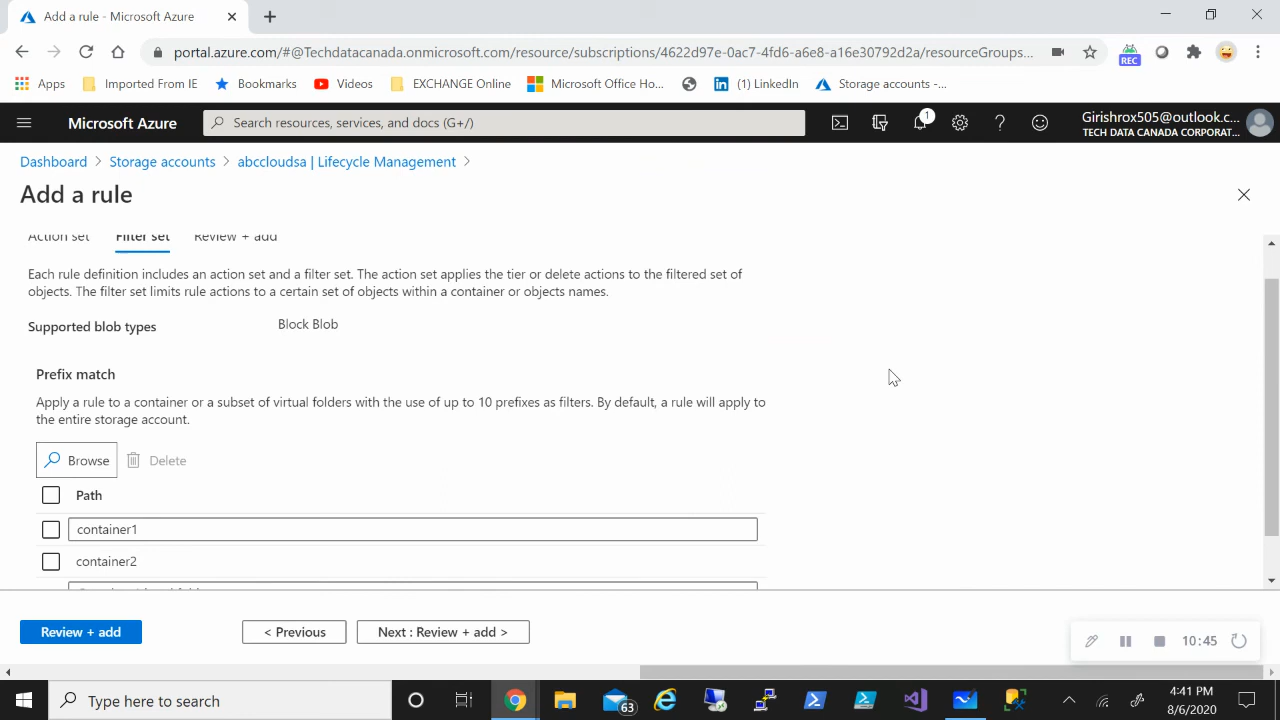 Add a rule - Microsoft Azure
portal.azure.com/#@Techdatacanada.onmicrosoft.com/resource/subscriptions/4622d97e-0ac7-4fd6-a6e8-a16e30792d2a/resourceGroups...
REC
Apps
Imported From IE
Bookmarks
Videos
EXCHANGE Online
Microsoft Office Ho...
(1) LinkedIn
Storage accounts -...
Microsoft Azure
Search resources, services, and docs (G+/)
1
Girishrox505@outlook.c...
TECH DATA CANADA CORPORAT...
Dashboard > Storage accounts > abccloudsa | Lifecycle Management >
Add a rule
Action set
Filter set
Review + add
Each rule definition includes an action set and a filter set. The action set applies the tier or delete actions to the filtered set of
objects. The filter set limits rule actions to a certain set of objects within a container or objects names.
Supported blob types
Block Blob
Prefix match
Apply a rule to a container or a subset of virtual folders with the use of up to 10 prefixes as filters. By default, a rule will apply to
the entire storage account.
Browse
Delete
Path
container1
container2
Review + add
< Previous
Next : Review + add >
10:45
Type here to search
63
4:41 PM
8/6/2020